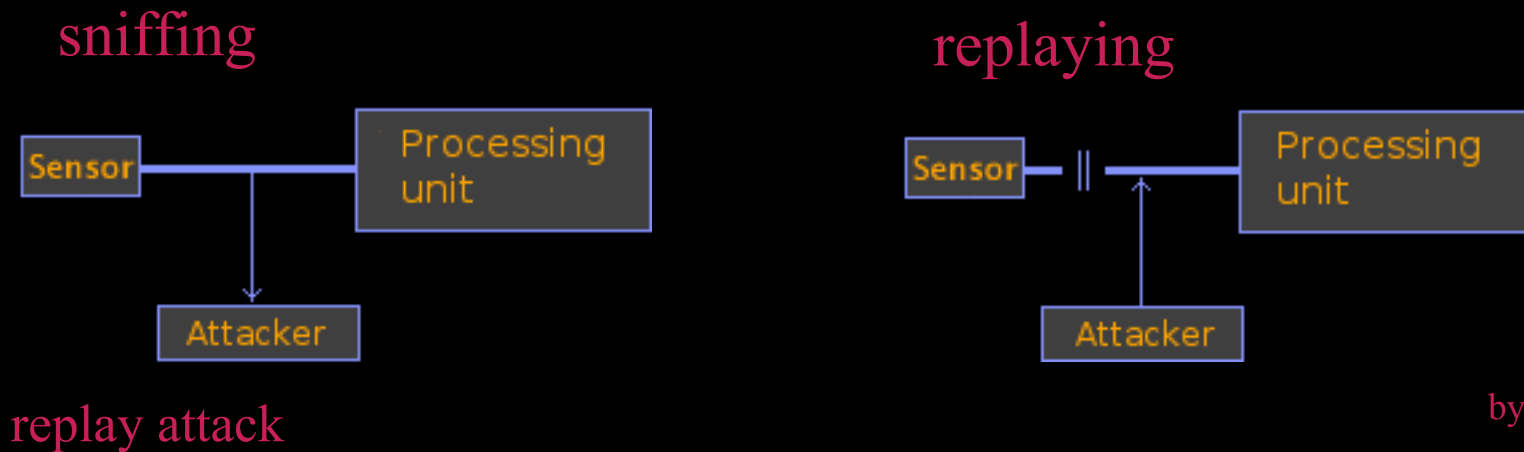 sniffing
replaying
Sensor
Processing
unit
Attacker
Sensor
Processing
unit
Attacker
replay attack
by